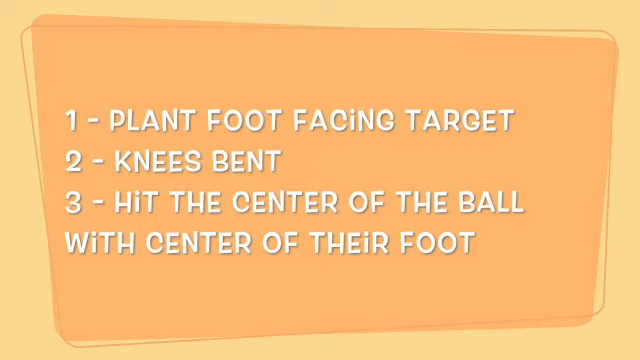 1 - PLANT FOOT FACING TARGET
2 - KNEES BENT
3 - HIT THE CENTER OF THE BALL
WITH CENTER OF THEIR FOOT